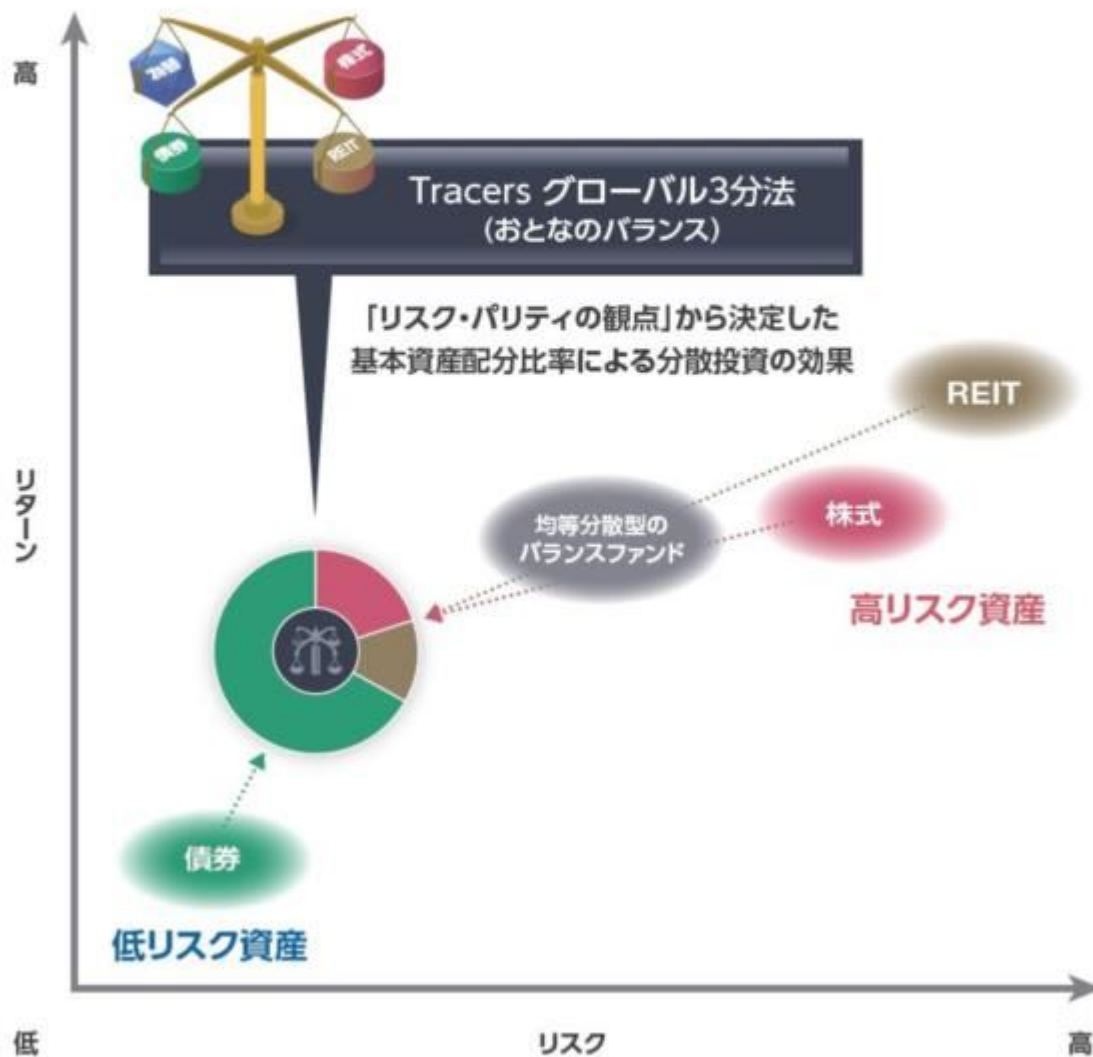 高
株式
債券
REIT
Tracers グローバル3分法
(おとなのバランス)
「リスク・パリティの観点」から決定した
基本資産配分比率による分散投資の効果
REIT
リターン
均等分散型の
バランスファンド
株式
高リスク資産
債券
低リスク資産
低
リスク
高